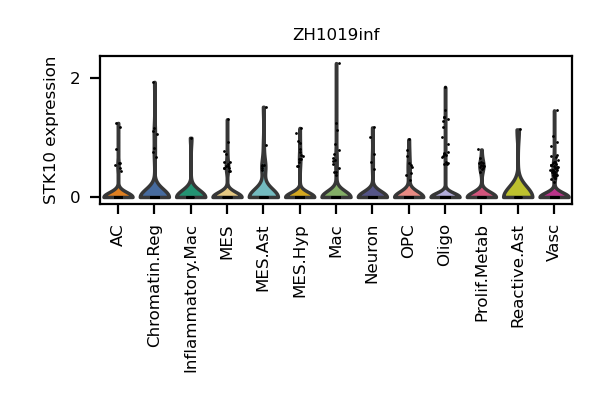 ZH1019inf
STK10 expression
2
0
AC
Chromatin.Reg
Inflammatory.Mac
MES
MES.Ast
MES.Hyp
Mac
Neuron
OPC
Oligo
Prolif.Metab
Reactive.Ast
Vasc